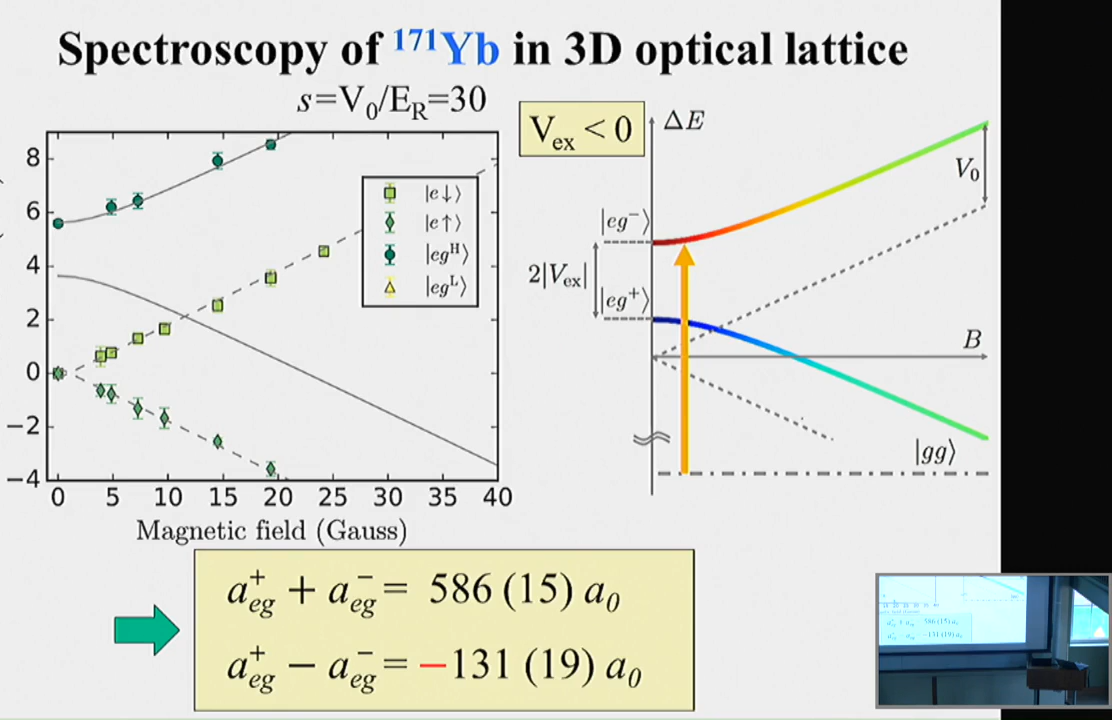 Spectroscopy of ¹⁷¹Yb in 3D optical lattice
s=V₀/E_R=30
8
6
4
2
0
−2
−4
0 5 10 15 20 25 30 35 40
Magnetic field (Gauss)
|e↓⟩
|e↑⟩
|eg^H⟩
|eg^L⟩
V_ex < 0
ΔE
V₀
|eg⁻⟩
2|V_ex|
|eg⁺⟩
B
|gg⟩
a⁺_eg + a⁻_eg = 586 (15) a₀
a⁺_eg − a⁻_eg = −131 (19) a₀